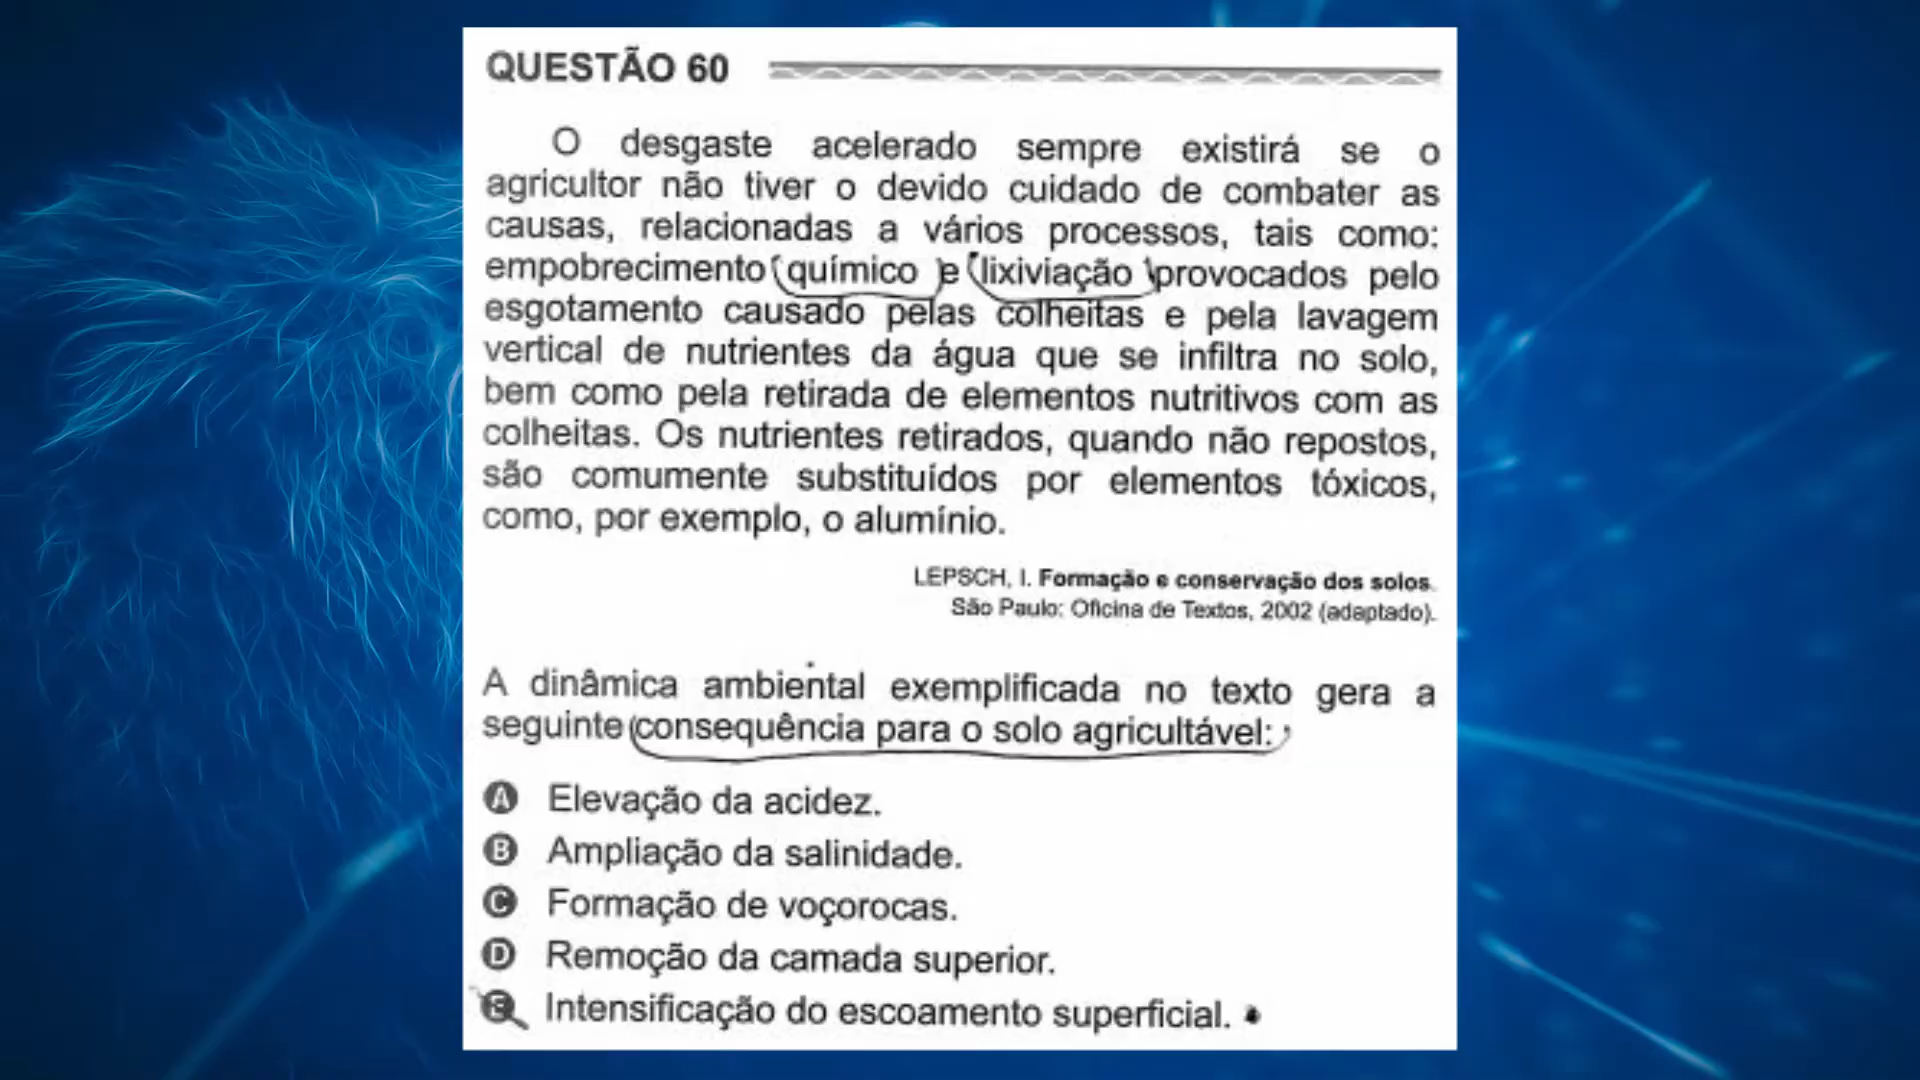 QUESTÃO 60
O desgaste acelerado sempre existirá se o
agricultor não tiver o devido cuidado de combater as
causas, relacionadas a vários processos, tais como:
empobrecimento químico e lixiviação provocados pelo
esgotamento causado pelas colheitas e pela lavagem
vertical de nutrientes da água que se infiltra no solo,
bem como pela retirada de elementos nutritivos com as
colheitas. Os nutrientes retirados, quando não repostos,
são comumente substituídos por elementos tóxicos,
como, por exemplo, o alumínio.
LEPSCH, I. Formação e conservação dos solos.
São Paulo: Oficina de Textos, 2002 (adaptado).
A dinâmica ambiental exemplificada no texto gera a
seguinte consequência para o solo agricultável:
A Elevação da acidez.
B Ampliação da salinidade.
C Formação de voçorocas.
D Remoção da camada superior.
E Intensificação do escoamento superficial.